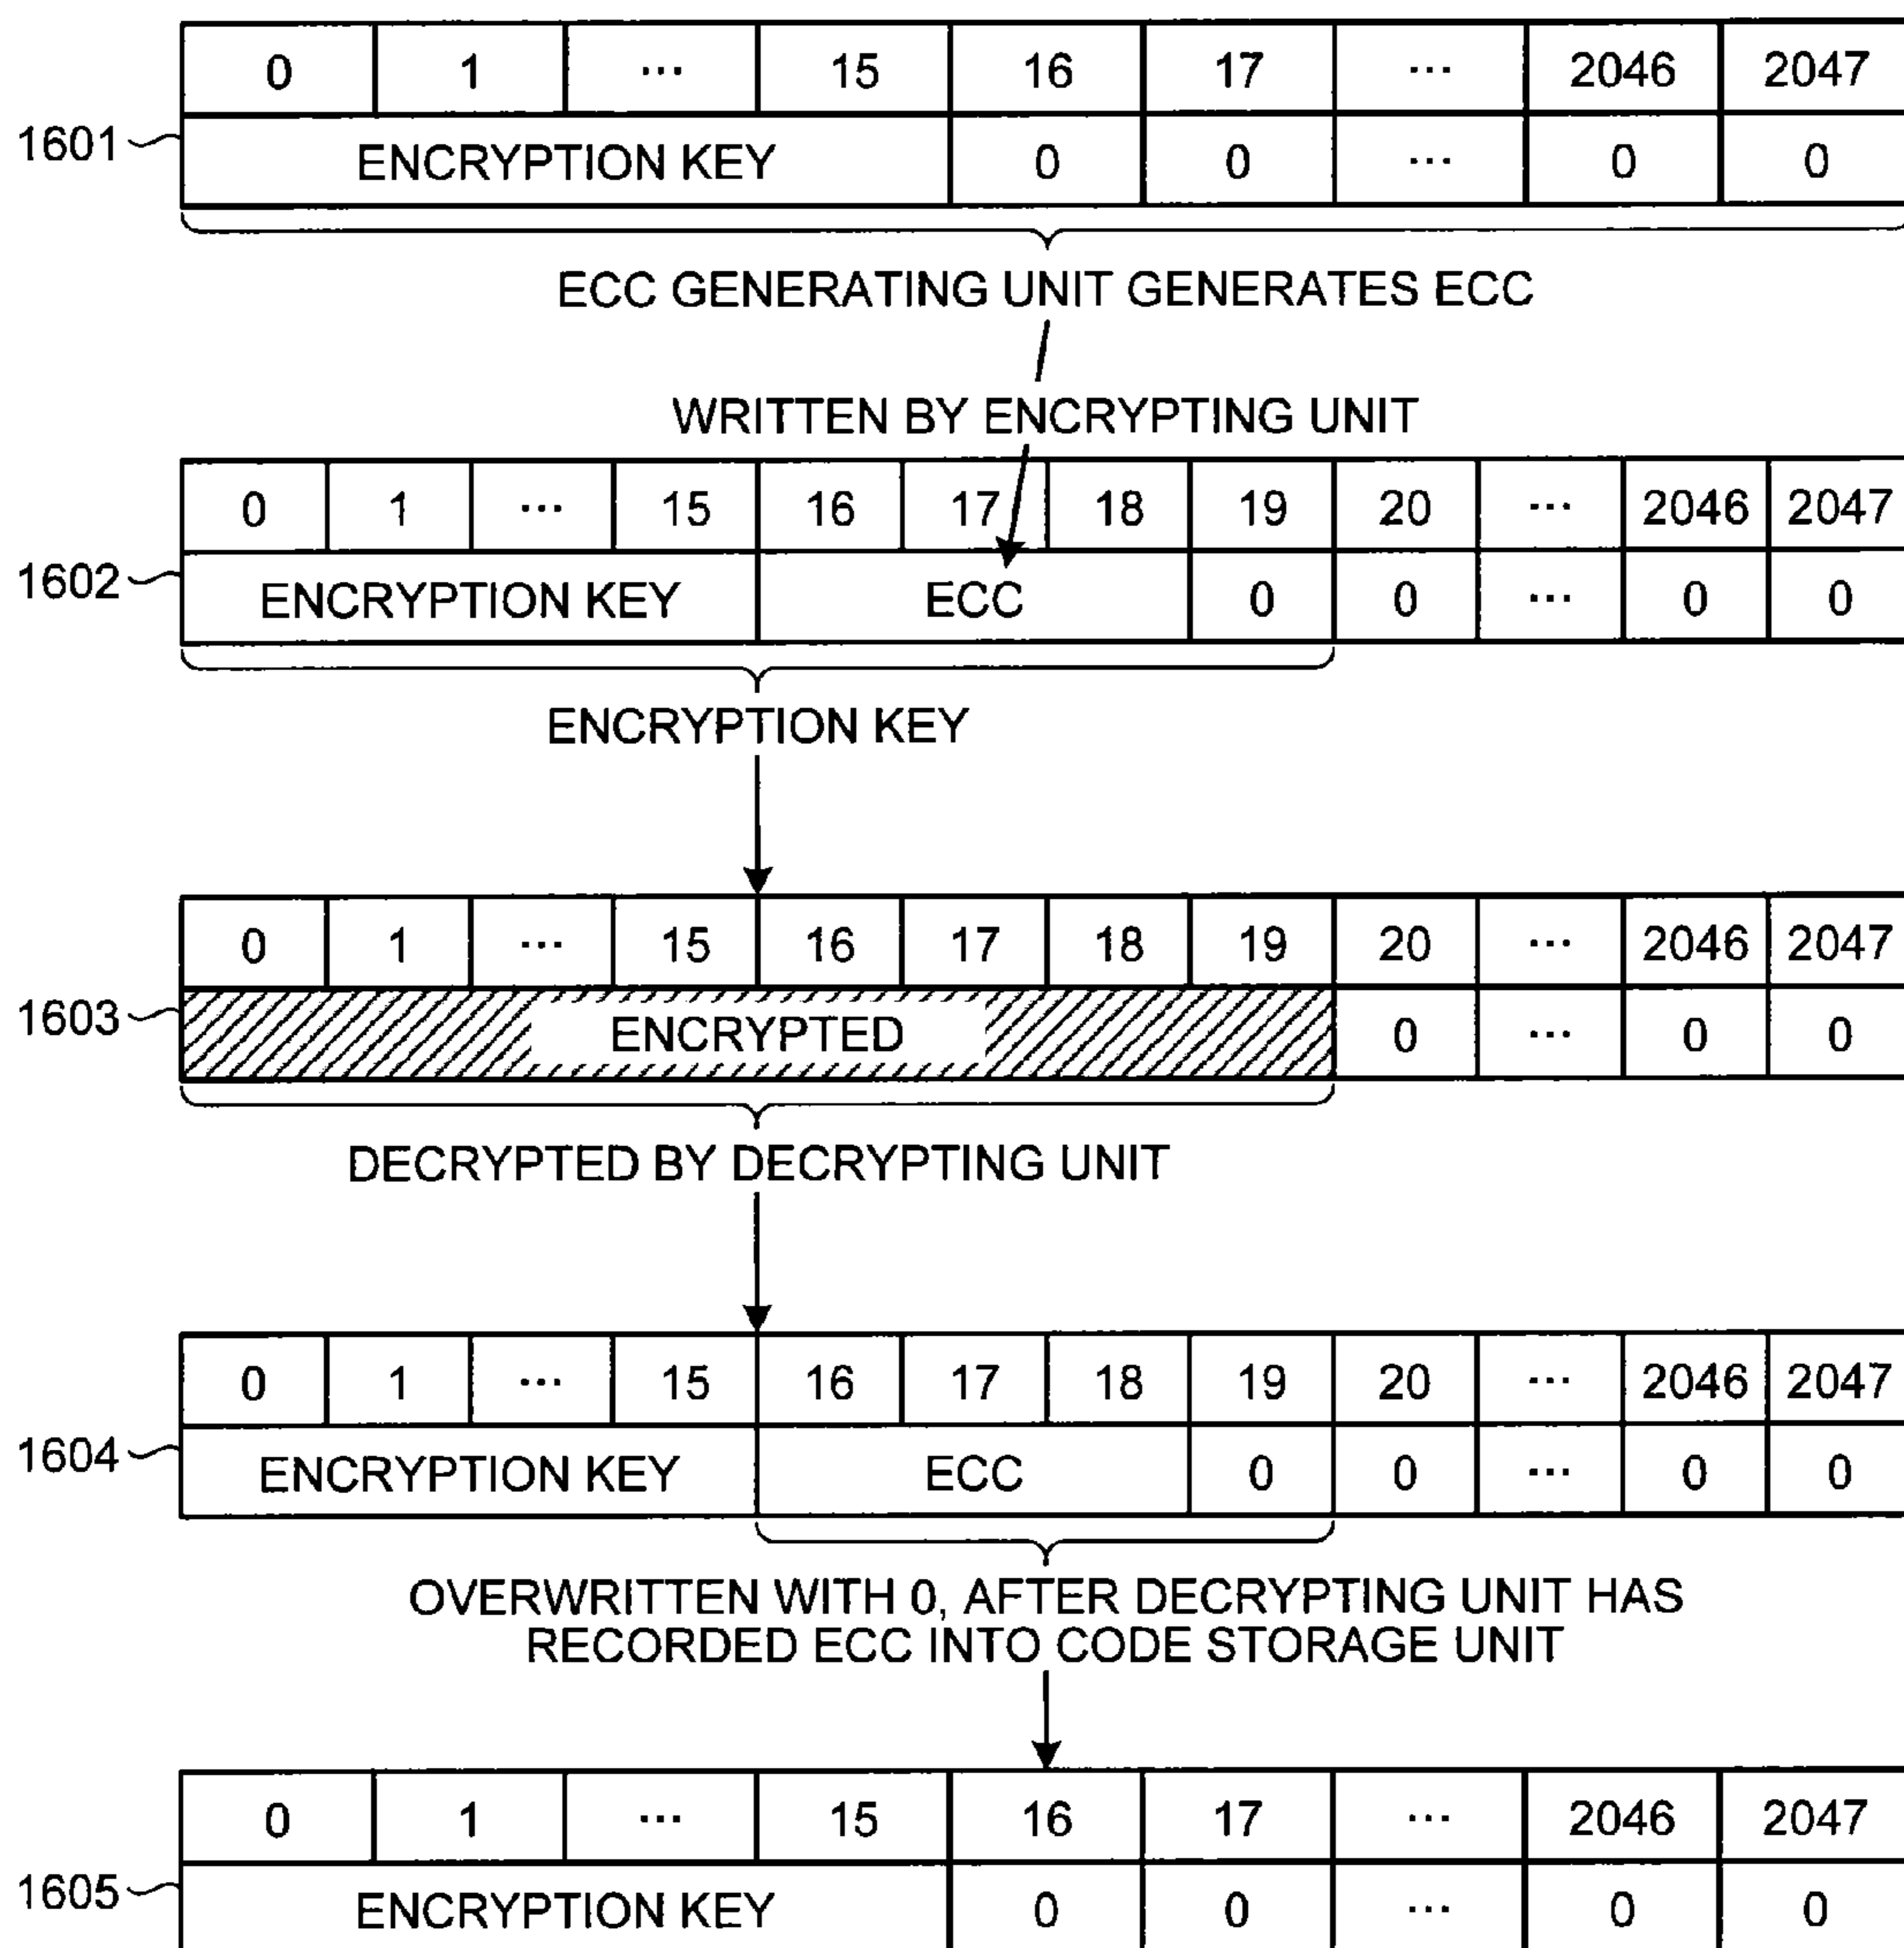 0 1 ... 15 16 17 ... 2046 2047
1601 ENCRYPTION KEY 0 0 ... 0 0
ECC GENERATING UNIT GENERATES ECC
WRITTEN BY ENCRYPTING UNIT
0 1 ... 15 16 17 18 19 20 ... 2046 2047
1602 ENCRYPTION KEY ECC 0 0 ... 0 0
ENCRYPTION KEY
0 1 ... 15 16 17 18 19 20 ... 2046 2047
1603 ENCRYPTED 0 ... 0 0
DECRYPTED BY DECRYPTING UNIT
0 1 ... 15 16 17 18 19 20 ... 2046 2047
1604 ENCRYPTION KEY ECC 0 0 ... 0 0
OVERWRITTEN WITH 0, AFTER DECRYPTING UNIT HAS
RECORDED ECC INTO CODE STORAGE UNIT
0 1 ... 15 16 17 ... 2046 2047
1605 ENCRYPTION KEY 0 0 ... 0 0